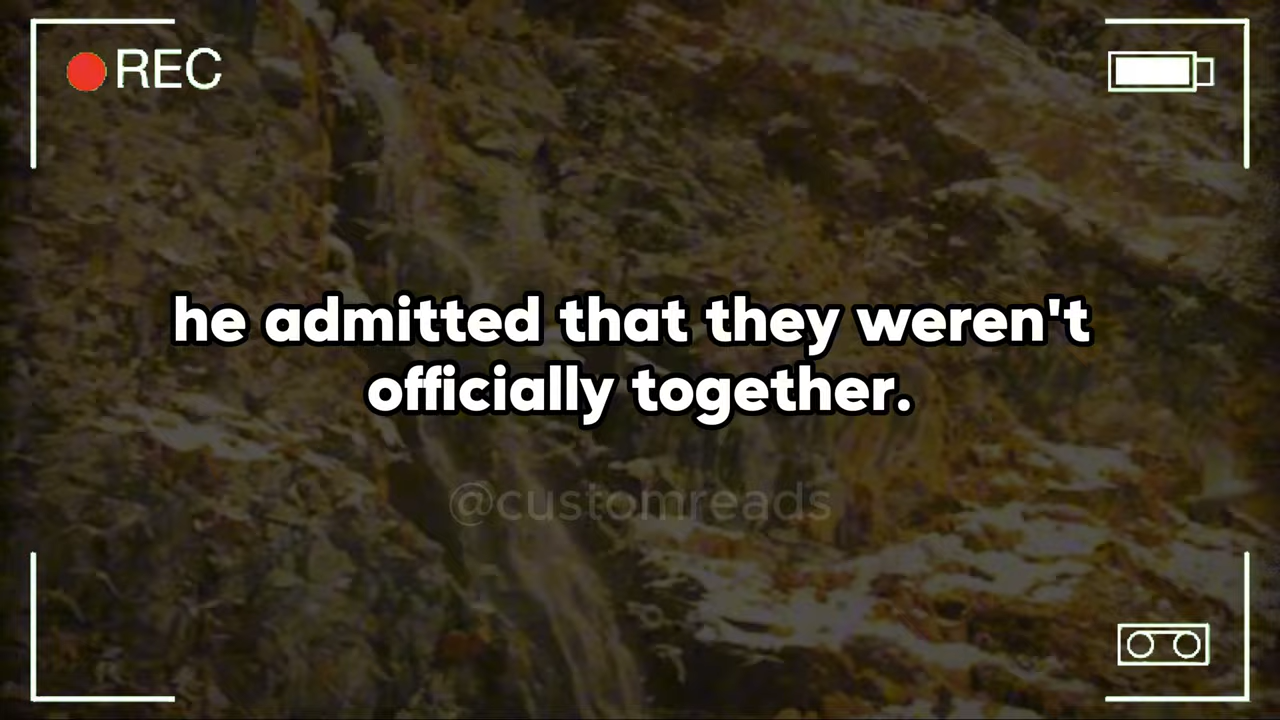 REC
he admitted that they weren't
officially together.
@customreads